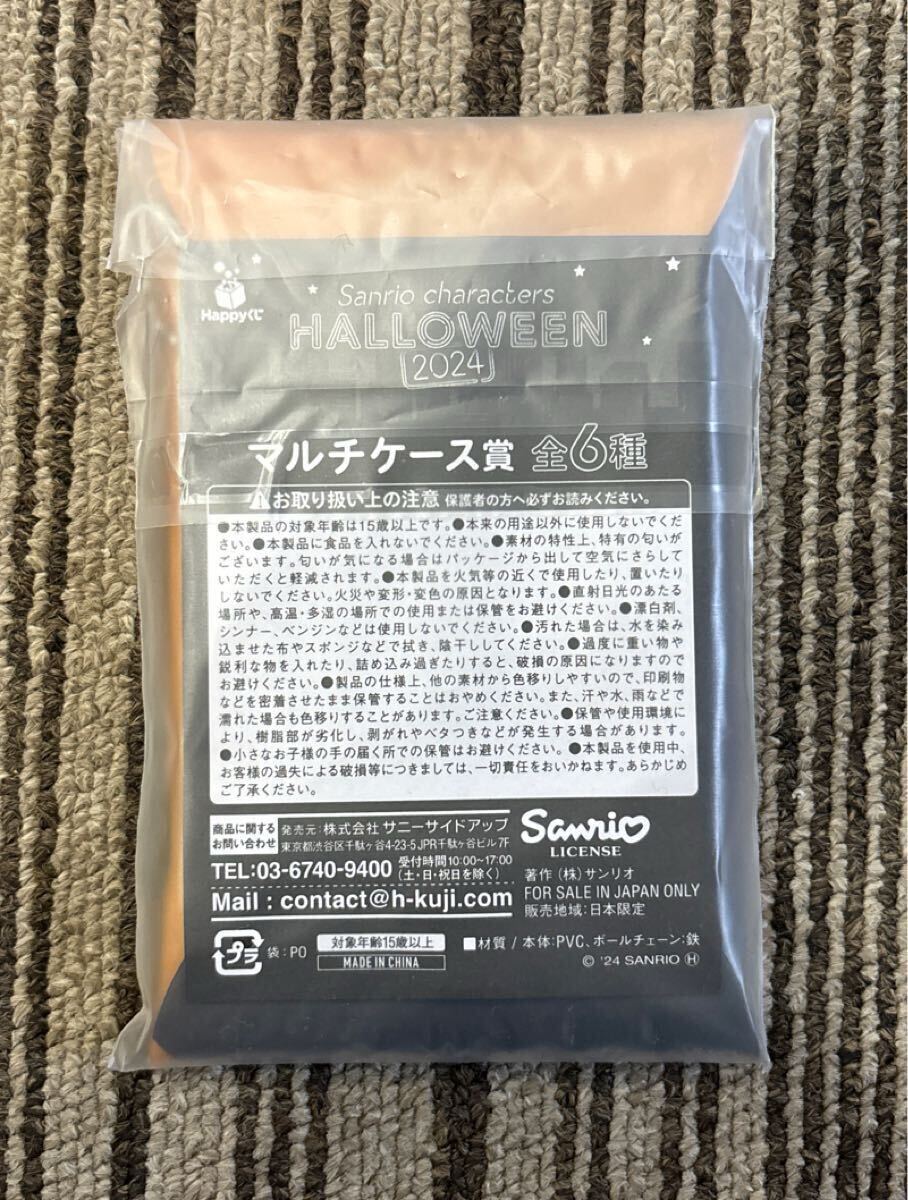 Happyくじ
Sanrio characters
HALLOWEEN
2024
マルチケース賞 全6種
⚠お取り扱い上の注意 保護者の方へ必ずお読みください。
●本製品の対象年齢は15歳以上です。●本来の用途以外に使用しないでくだ
さい。●本製品に食品を入れないでください。●素材の特性上、特有の匂いが
ございます。匂いが気になる場合はパッケージから出して空気にさらして
いただくと軽減されます。●本製品を火気等の近くで使用したり、置いたり
しないでください。火災や変形・変色の原因となります。●直射日光のあたる
場所や、高温・多湿の場所での使用または保管をお避けください。●漂白剤、
シンナー、ベンジンなどは使用しないでください。●汚れた場合は、水を染み
込ませた布やスポンジなどで拭き、陰干ししてください。●過度に重い物や
鋭利な物を入れたり、詰め込み過ぎたりすると、破損の原因になりますので
お避けください。●製品の仕様上、他の素材から色移りしやすいので、印刷物
などを密着させたまま保管することはおやめください。また、汗や水、雨などで
濡れた場合も色移りすることがあります。ご注意ください。●保管や使用環境に
より、樹脂部が劣化し、剥がれやベタつきなどが発生する場合があります。
●小さなお子様の手の届く所での保管はお避けください。●本製品を使用中、
お客様の過失による破損等につきましては、一切責任をおいかねます。あらかじめ
ご了承ください。
商品に関する
お問い合わせ
発売元:株式会社 サニーサイドアップ
東京都渋谷区千駄ヶ谷4-23-5 JPR千駄ヶ谷ビル 7F
TEL:03-6740-9400 受付時間10:00~17:00
(土・日・祝日を除く)
Mail : contact@h-kuji.com
Sanrio
LICENSE
著作(株)サンリオ
FOR SALE IN JAPAN ONLY
販売地域:日本限定
プラ
袋:PO
対象年齢15歳以上
MADE IN CHINA
■材質 / 本体:PVC、ボールチェーン:鉄
© '24 SANRIO Ⓗ